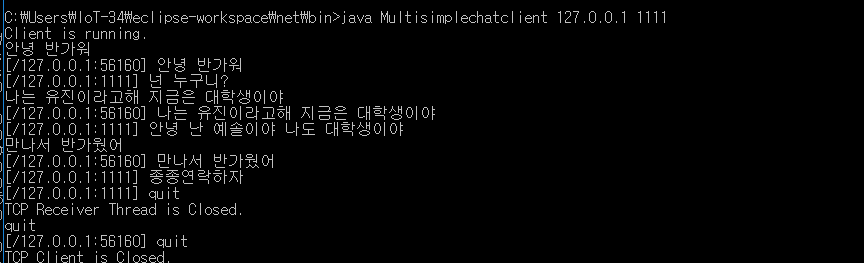 C:\Users\IoT-34\eclipse-workspace\net\bin>java Multisimplechatclient 127.0.0.1 1111
Client is running.
안녕 반가워
[/127.0.0.1:56160] 안녕 반가워
[/127.0.0.1:1111] 넌 누구니?
나는 유진이라고해 지금은 대학생이야
[/127.0.0.1:56160] 나는 유진이라고해 지금은 대학생이야
[/127.0.0.1:1111] 안녕 난 예솔이야 나도 대학생이야
만나서 반가웠어
[/127.0.0.1:56160] 만나서 반가웠어
[/127.0.0.1:1111] 종종연락하자
[/127.0.0.1:1111] quit
TCP Receiver Thread is Closed.
quit
[/127.0.0.1:56160] quit
TCP Client is Closed.